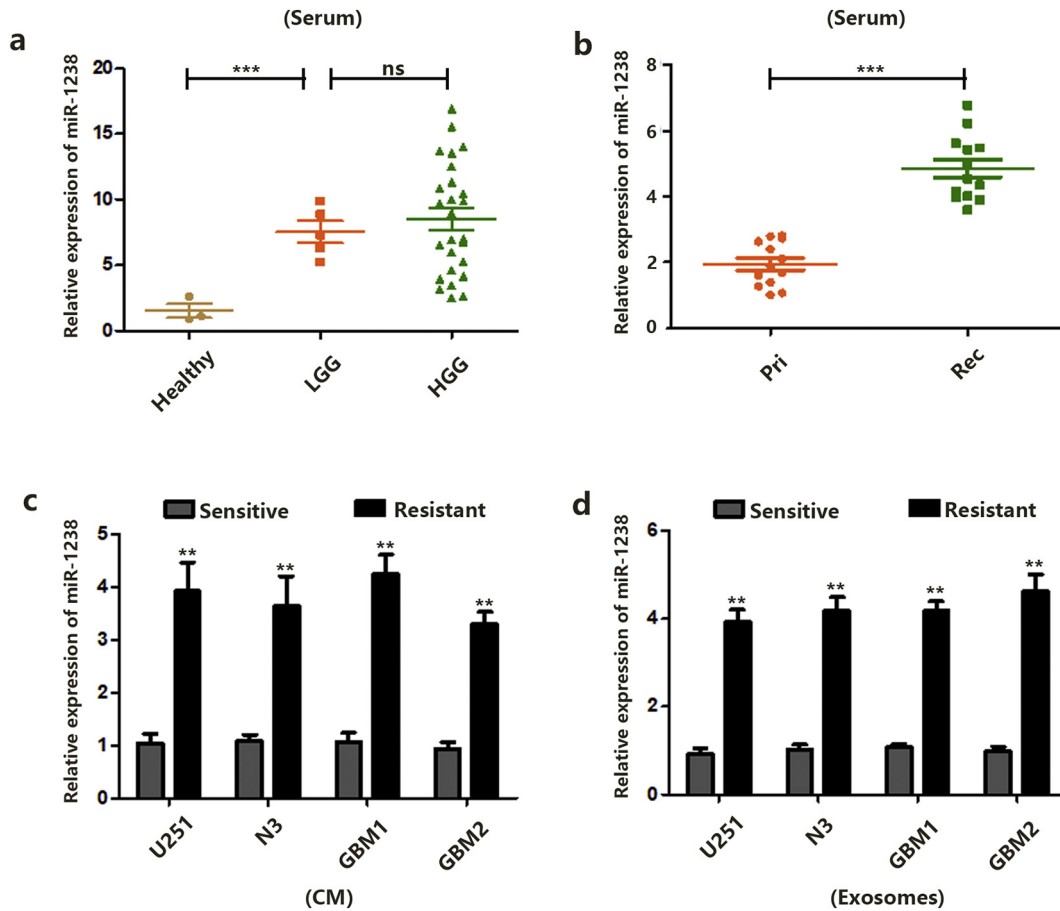 (Serum)
a
Relative expression of miR-1238
20
15
10
5
0
***
ns
Healthy
LGG
HGG
(Serum)
b
Relative expression of miR-1238
8
6
4
2
0
***
Pri
Rec
c
Sensitive
Resistant
Relative expression of miR-1238
5
4
3
2
1
0
**
**
**
**
U251
N3
GBM1
GBM2
(CM)
d
Sensitive
Resistant
Relative expression of miR-1238
6
4
2
0
**
**
**
**
U251
N3
GBM1
GBM2
(Exosomes)